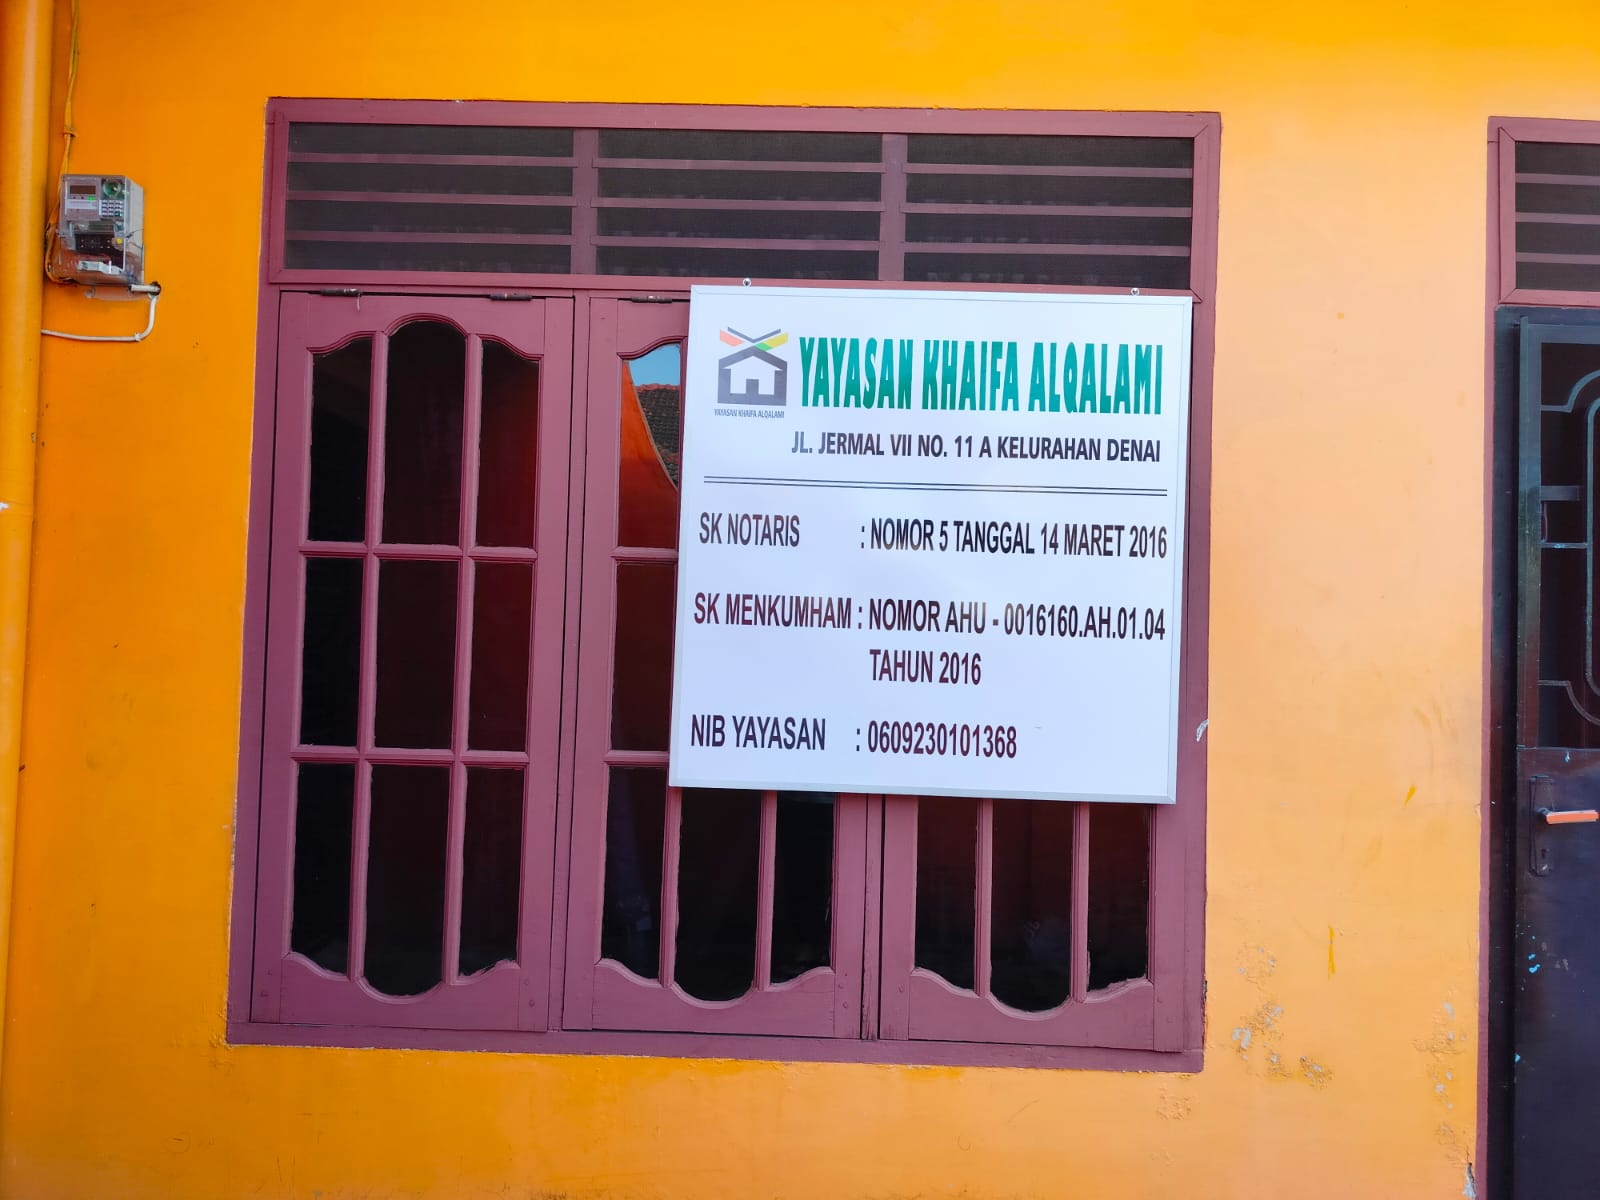 YAYASAN KHAIFA ALQALAMI
YAYASAN KHAIFA ALQALAMI
JL. JERMAL VII NO. 11 A KELURAHAN DENAI
SK NOTARIS : NOMOR 5 TANGGAL 14 MARET 2016
SK MENKUMHAM : NOMOR AHU - 0016160.AH.01.04
TAHUN 2016
NIB YAYASAN : 0609230101368